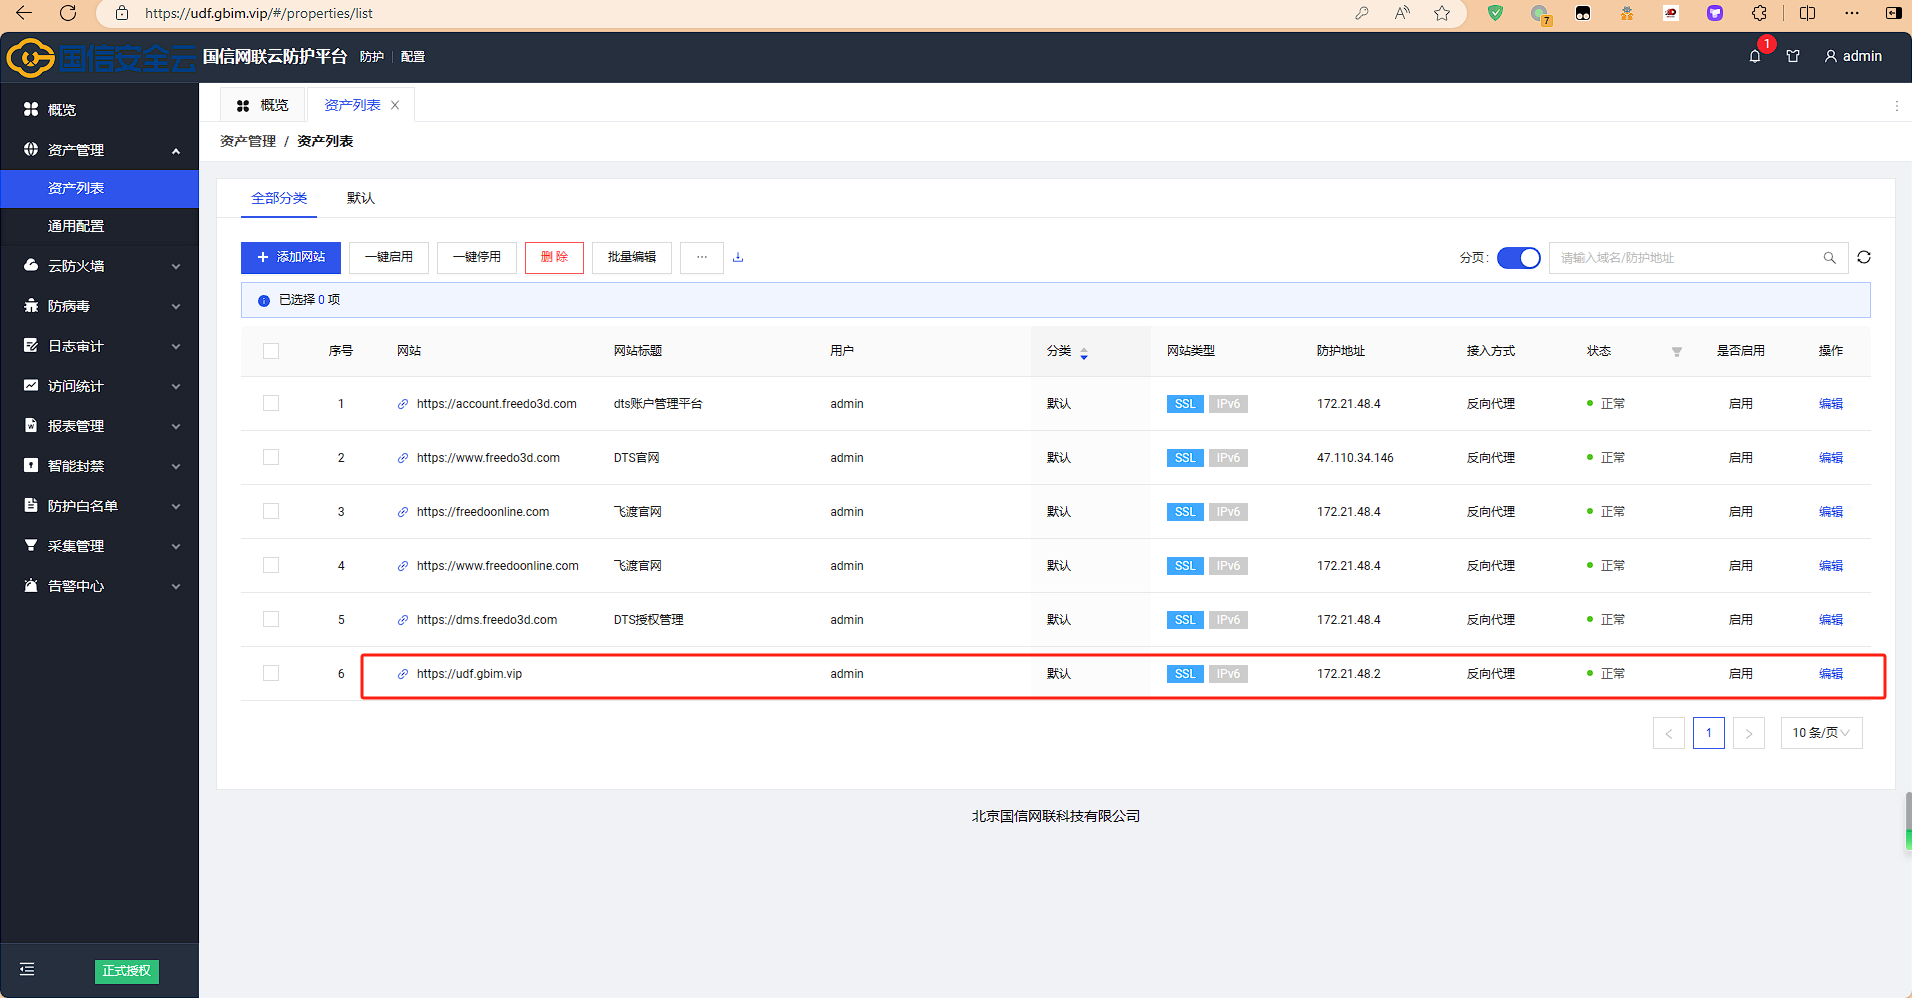 https://udf.gbim.vip/#/properties/list
7
国信安全云 国信网联云防护平台 防护 配置
1
admin
概览
资产管理
资产列表
通用配置
云防火墙
防病毒
日志审计
访问统计
报表管理
智能封禁
防护白名单
采集管理
告警中心
正式授权
概览 资产列表
资产管理 / 资产列表
全部分类 默认
添加网站 一键启用 一键停用 删 除 批量编辑 ··· 分页: 请输入域名/防护地址
已选择 0 项
序号 网站 网站标题 用户 分类 网站类型 防护地址 接入方式 状态 是否启用 操作
1 https://account.freedo3d.com dts账户管理平台 admin 默认 SSL IPv6 172.21.48.4 反向代理 正常 启用 编辑
2 https://www.freedo3d.com DTS官网 admin 默认 SSL IPv6 47.110.34.146 反向代理 正常 启用 编辑
3 https://freedoonline.com 飞渡官网 admin 默认 SSL IPv6 172.21.48.4 反向代理 正常 启用 编辑
4 https://www.freedoonline.com 飞渡官网 admin 默认 SSL IPv6 172.21.48.4 反向代理 正常 启用 编辑
5 https://dms.freedo3d.com DTS授权管理 admin 默认 SSL IPv6 172.21.48.4 反向代理 正常 启用 编辑
6 https://udf.gbim.vip admin 默认 SSL IPv6 172.21.48.2 反向代理 正常 启用 编辑
< 1 > 10 条/页
北京国信网联科技有限公司